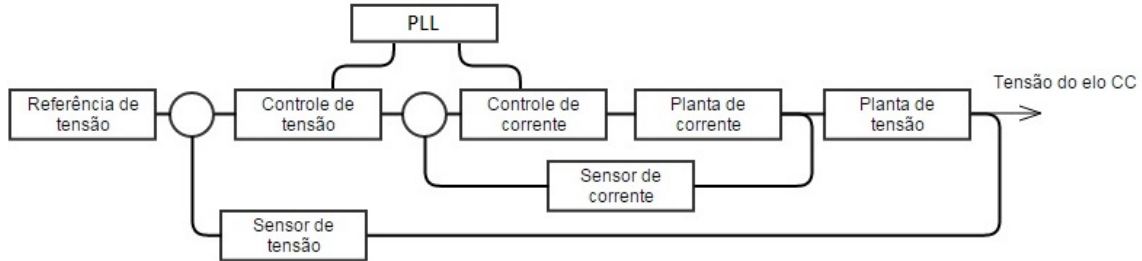 PLL
Tensão do elo CC
Referência de
tensão
Controle de
tensão
Controle de
corrente
Planta de
corrente
Planta de
tensão
Sensor de
corrente
Sensor de
tensão